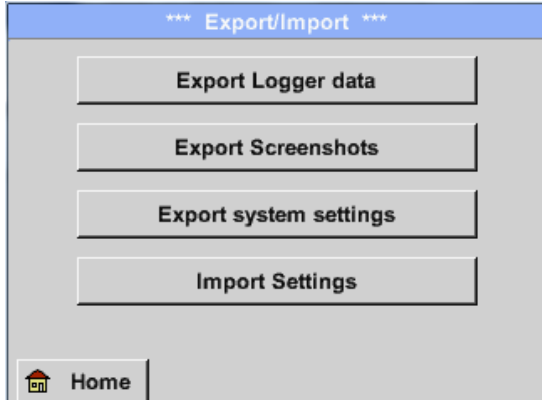 *** Export/Import ***
Export Logger data
Export Screenshots
Export system settings
Import Settings
Home